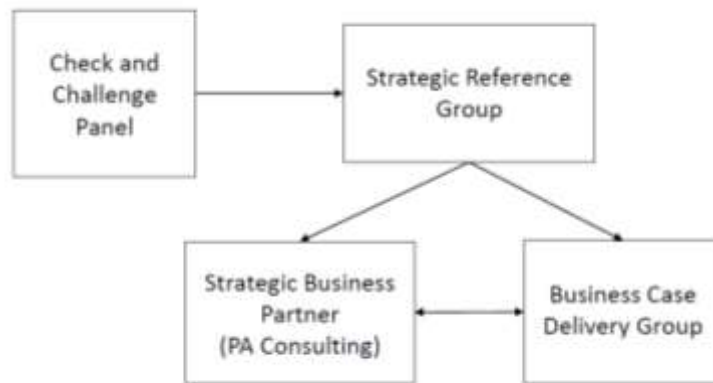 Check and
Challenge
Panel
Strategic Reference
Group
Strategic Business
Partner
(PA Consulting)
Business Case
Delivery Group